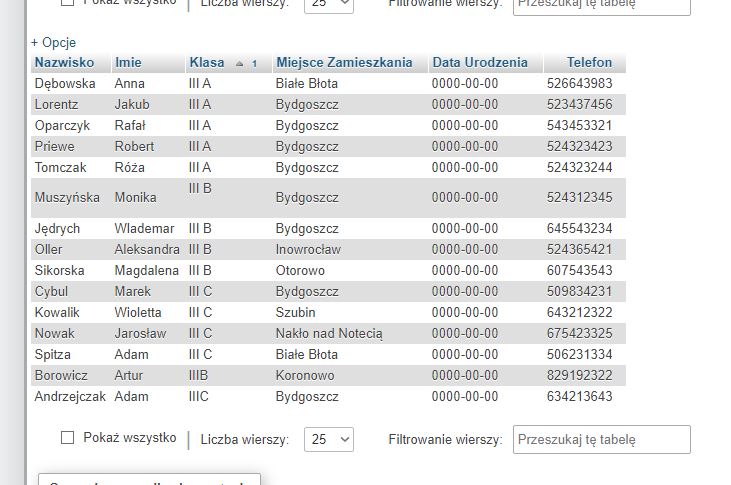 Pokaż wszystko Liczba wierszy: 25 Filtrowanie wierszy: Przeszukaj tę tabelę
+ Opcje
Nazwisko Imie Klasa 1 Miejsce Zamieszkania Data Urodzenia Telefon
Dębowska Anna III A Białe Błota 0000-00-00 526643983
Lorentz Jakub III A Bydgoszcz 0000-00-00 523437456
Oparczyk Rafał III A Bydgoszcz 0000-00-00 543453321
Priewe Robert III A Bydgoszcz 0000-00-00 524323423
Tomczak Róża III A Bydgoszcz 0000-00-00 524323244
Muszyńska Monika III B Bydgoszcz 0000-00-00 524312345
Jędrych Wlademar III B Bydgoszcz 0000-00-00 645543234
Oller Aleksandra III B Inowrocław 0000-00-00 524365421
Sikorska Magdalena III B Otorowo 0000-00-00 607543543
Cybul Marek III C Bydgoszcz 0000-00-00 509834231
Kowalik Wioletta III C Szubin 0000-00-00 643212322
Nowak Jarosław III C Nakło nad Notecią 0000-00-00 675423325
Spitza Adam III C Białe Błota 0000-00-00 506231334
Borowicz Artur IIIB Koronowo 0000-00-00 829192322
Andrzejczak Adam IIIC Bydgoszcz 0000-00-00 634213643
Pokaż wszystko Liczba wierszy: 25 Filtrowanie wierszy: Przeszukaj tę tabelę